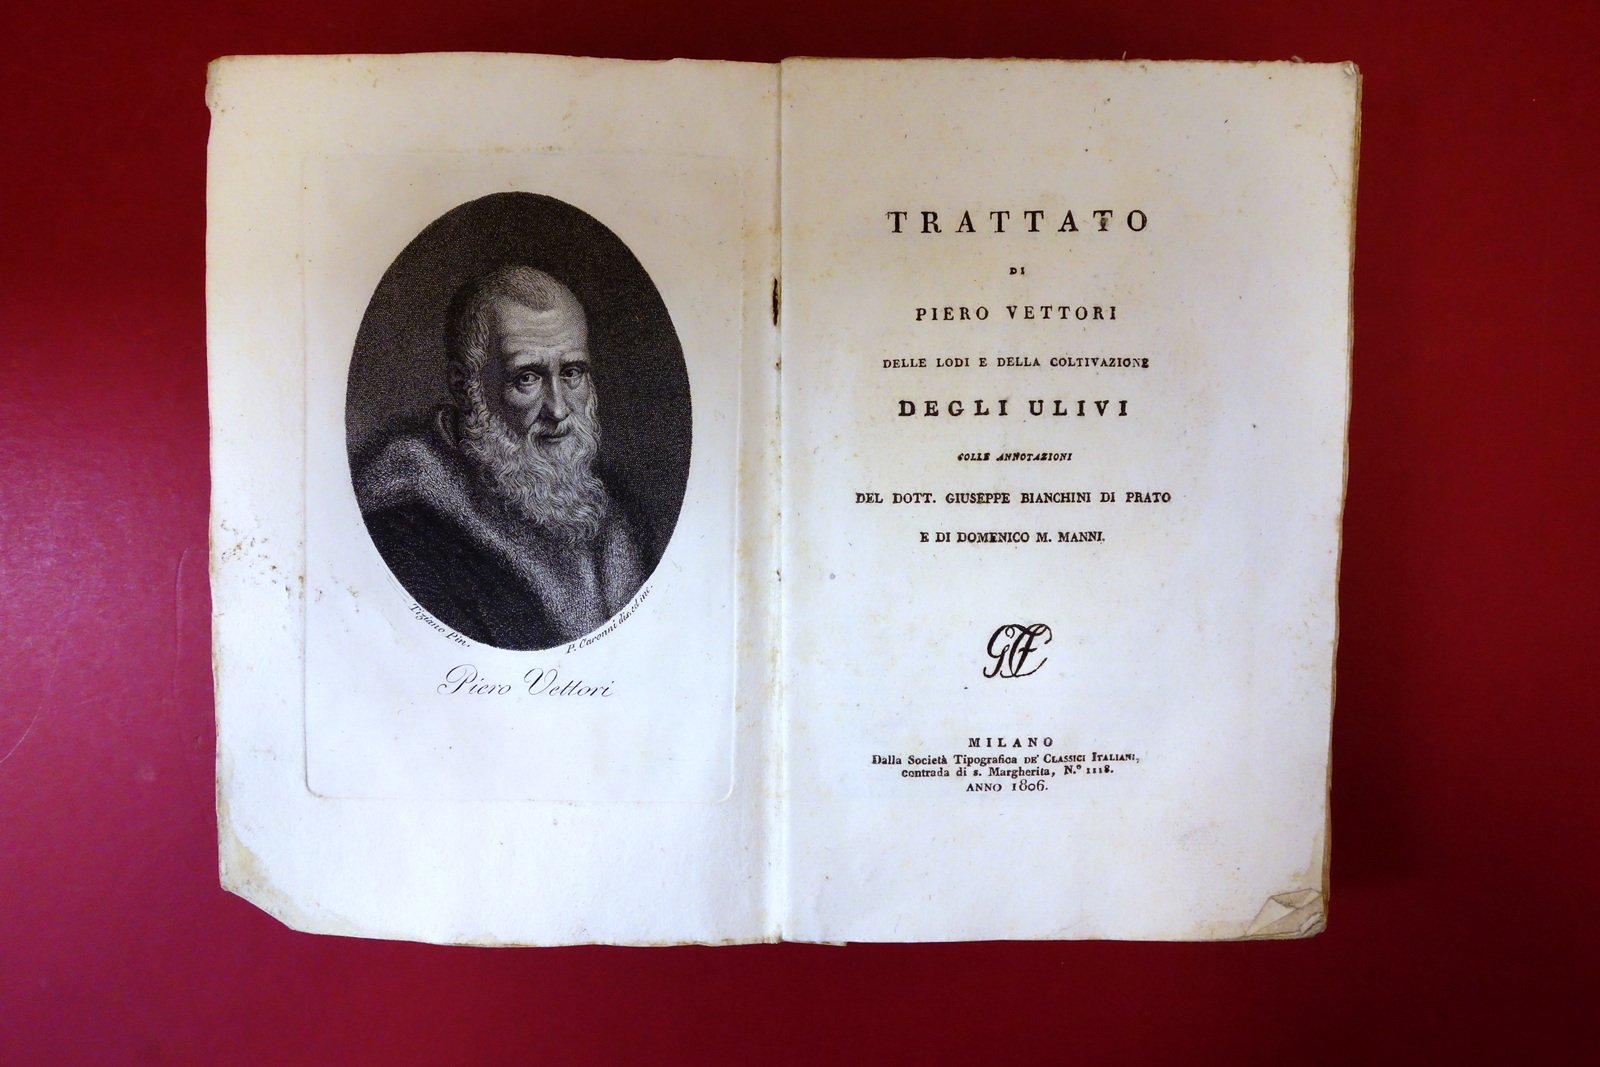 Tiziano Pin.
P. Caronni dis. ed inc.
Piero Vettori
TRATTATO
DI
PIERO VETTORI
DELLE LODI E DELLA COLTIVAZIONE
DEGLI ULIVI
COLLE ANNOTAZIONI
DEL DOTT. GIUSEPPE BIANCHINI DI PRATO
E DI DOMENICO M. MANNI.
MILANO
Dalla Società Tipografica DE' CLASSICI ITALIANI,
contrada di s. Margherita, N.º 1118.
ANNO 1806.